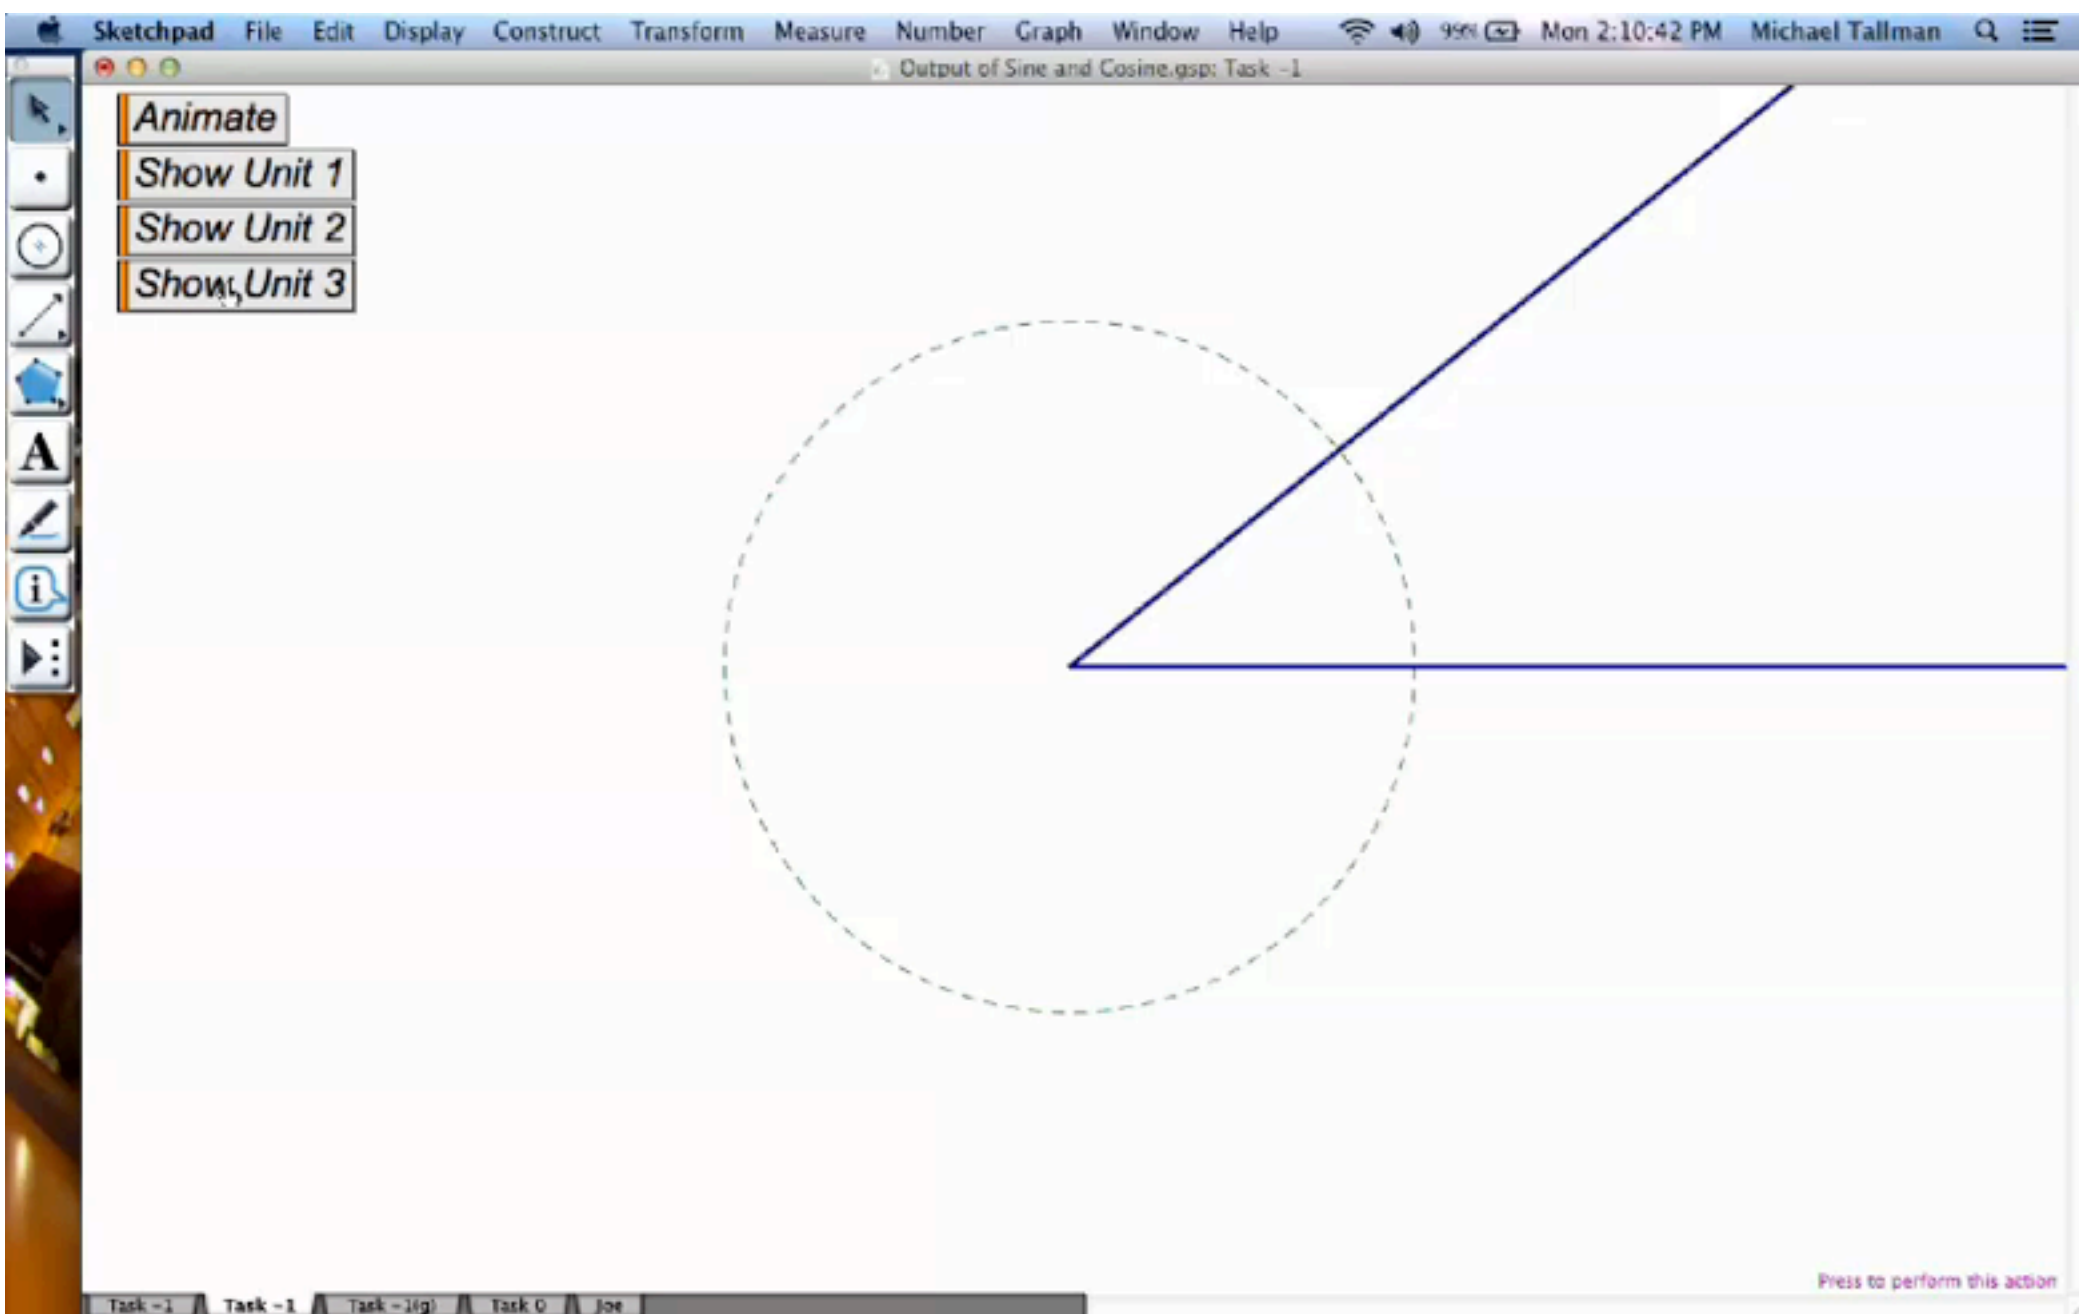 Sketchpad File Edit Display Construct Transform Measure Number Graph Window Help 99% Mon 2:10:42 PM Michael Tallman
Output of Sine and Cosine.gsp: Task -1
Animate
Show Unit 1
Show Unit 2
Show Unit 3
A
i
Press to perform this action
Task -1 Task -1 Task -1(g) Task 0 Joe